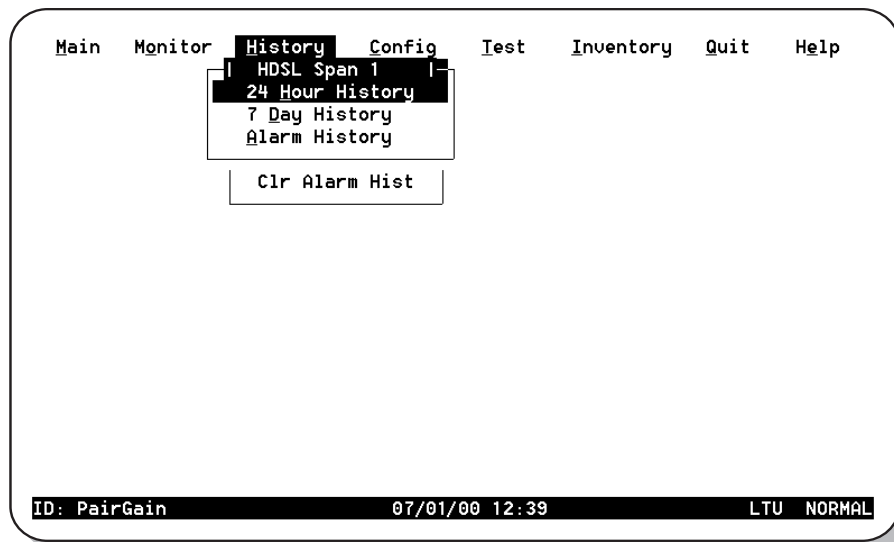 Main Monitor History Config Test Inventory Quit Help
HDSL Span 1
24 Hour History
7 Day History
Alarm History
Clr Alarm Hist
ID: PairGain 07/01/00 12:39 LTU NORMAL